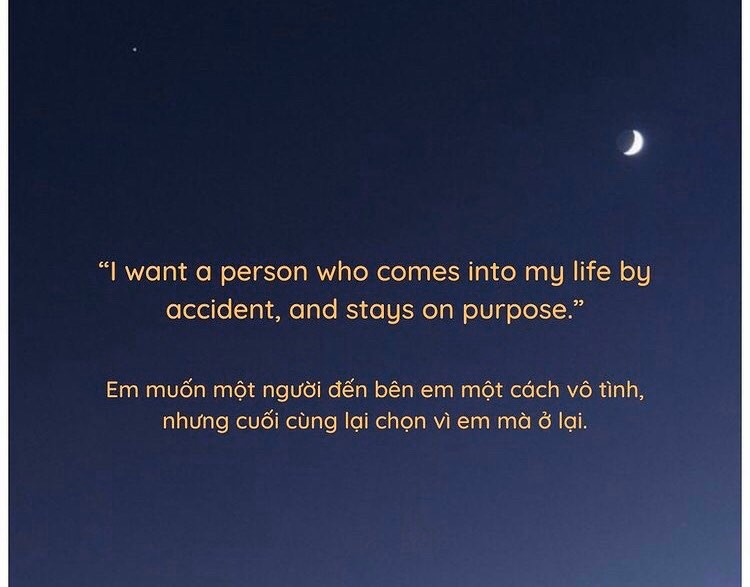 “I want a person who comes into my life by
accident, and stays on purpose.”
Em muốn một người đến bên em một cách vô tình,
nhưng cuối cùng lại chọn vì em mà ở lại.